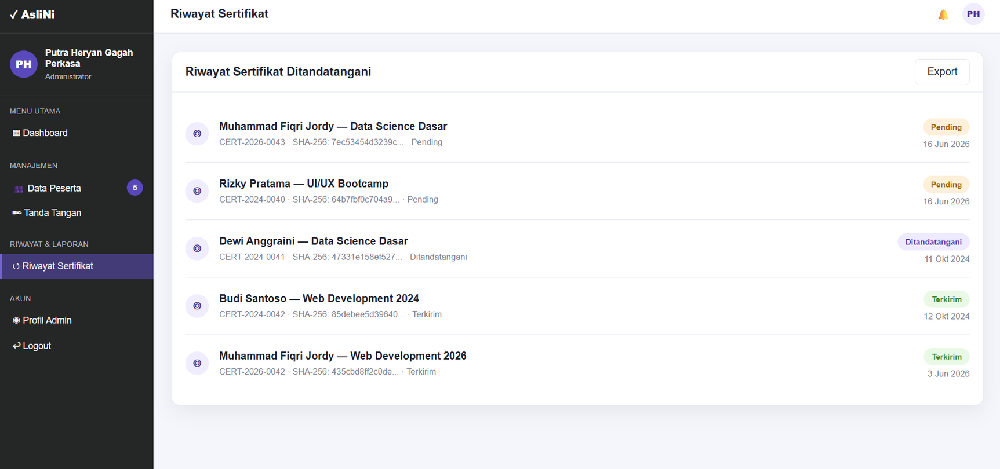 ✓ AsliNi
Riwayat Sertifikat
🔔
PH
PH
Putra Heryan Gagah
Perkasa
Administrator
MENU UTAMA
▦ Dashboard
MANAJEMEN
👥 Data Peserta
5
Tanda Tangan
RIWAYAT & LAPORAN
↺ Riwayat Sertifikat
AKUN
◉ Profil Admin
↩ Logout
Riwayat Sertifikat Ditandatangani
Export
Muhammad Fiqri Jordy — Data Science Dasar
CERT-2026-0043 · SHA-256: 7ec53454d3239c... · Pending
Pending
16 Jun 2026
Rizky Pratama — UI/UX Bootcamp
CERT-2024-0040 · SHA-256: 64b7fbf0c704a9... · Pending
Pending
16 Jun 2026
Dewi Anggraini — Data Science Dasar
CERT-2024-0041 · SHA-256: 47331e158ef527... · Ditandatangani
Ditandatangani
11 Okt 2024
Budi Santoso — Web Development 2024
CERT-2024-0042 · SHA-256: 85debee5d39640... · Terkirim
Terkirim
12 Okt 2024
Muhammad Fiqri Jordy — Web Development 2026
CERT-2026-0042 · SHA-256: 435cbd8ff2c0de... · Terkirim
Terkirim
3 Jun 2026